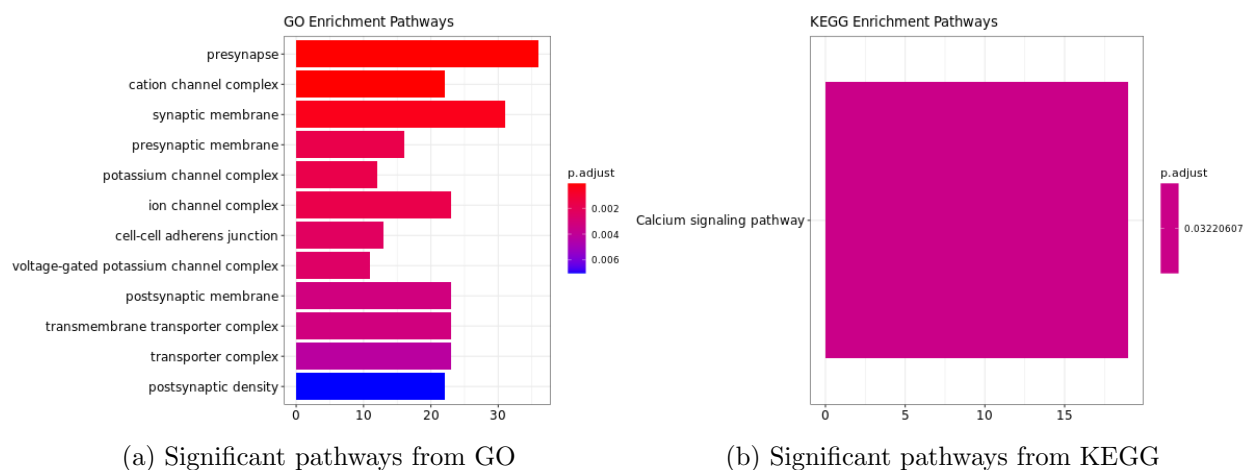 GO Enrichment Pathways
presynapse
cation channel complex
synaptic membrane
presynaptic membrane
potassium channel complex
ion channel complex
cell-cell adherens junction
voltage-gated potassium channel complex
postsynaptic membrane
transmembrane transporter complex
transporter complex
postsynaptic density
0 10 20 30
p.adjust
0.002
0.004
0.006
(a) Significant pathways from GO
KEGG Enrichment Pathways
Calcium signaling pathway
0 5 10 15
p.adjust
0.03220607
(b) Significant pathways from KEGG